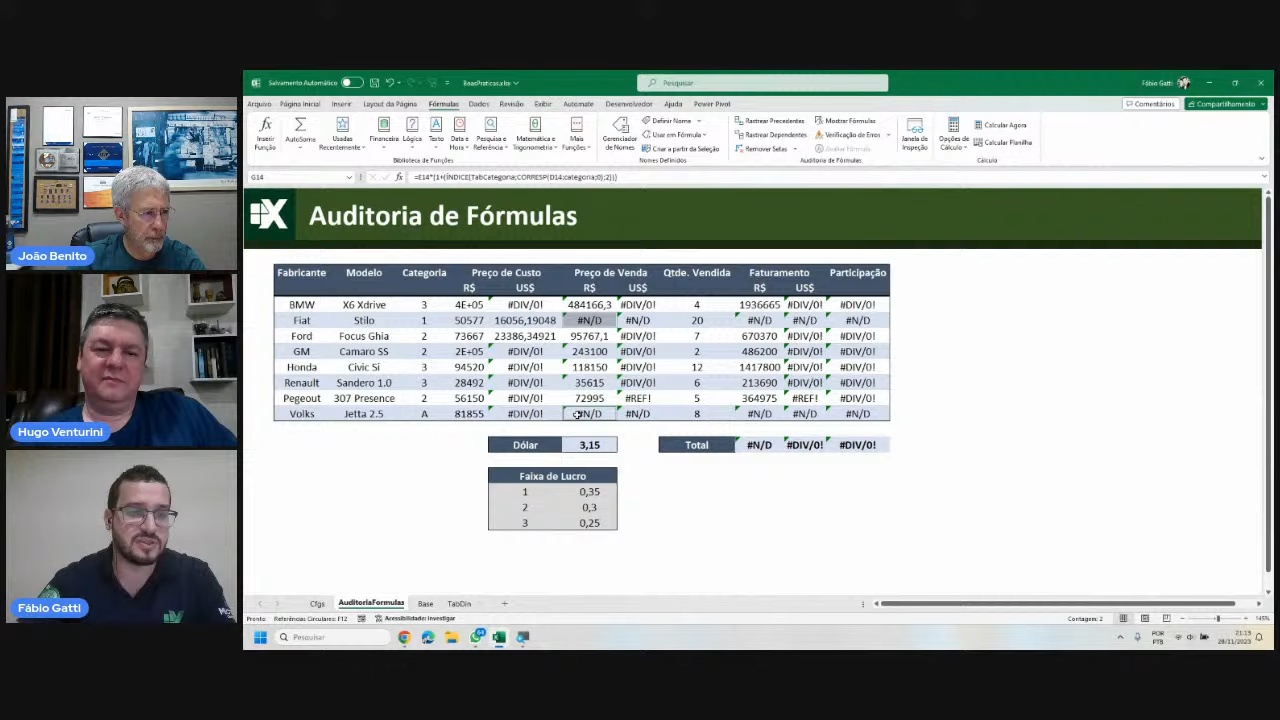 João Benito
Hugo Venturini
Fábio Gatti
Salvamento Automático
BoasPraticas.xlsx
Pesquisar
Fábio Gatti
Arquivo Página Inicial Inserir Layout da Página Fórmulas Dados Revisão Exibir Automate Desenvolvedor Ajuda Power Pivot
Comentários Compartilhamento
Inserir Função
AutoSoma
Usadas Recentemente
Financeira
Lógica
Texto
Data e Hora
Pesquisa e Referência
Matemática e Trigonometria
Mais Funções
Biblioteca de Funções
Gerenciador de Nomes
Definir Nome
Usar em Fórmula
Criar a partir da Seleção
Nomes Definidos
Rastrear Precedentes
Rastrear Dependentes
Remover Setas
Mostrar Fórmulas
Verificação de Erros
Avaliar Fórmula
Auditoria de Fórmulas
Janela de Inspeção
Opções de Cálculo
Calcular Agora
Calcular Planilha
Cálculo
G14
=E14*(1+(ÍNDICE(TabCategoria;CORRESP(D14;categoria;0);2)))
X
Auditoria de Fórmulas
Fabricante Modelo Categoria Preço de Custo Preço de Venda Qtde. Vendida Faturamento Participação
R$ US$ R$ US$ R$ US$
BMW X6 Xdrive 3 4E+05 #DIV/0! 484166,3 #DIV/0! 4 1936665 #DIV/0! #DIV/0!
Fiat Stilo 1 50577 16056,19048 #N/D #N/D 20 #N/D #N/D #N/D
Ford Focus Ghia 2 73667 23386,34921 95767,1 #DIV/0! 7 670370 #DIV/0! #DIV/0!
GM Camaro SS 2 2E+05 #DIV/0! 243100 #DIV/0! 2 486200 #DIV/0! #DIV/0!
Honda Civic Si 3 94520 #DIV/0! 118150 #DIV/0! 12 1417800 #DIV/0! #DIV/0!
Renault Sandero 1.0 3 28492 #DIV/0! 35615 #DIV/0! 6 213690 #DIV/0! #DIV/0!
Pegeout 307 Presence 2 56150 #DIV/0! 72995 #REF! 5 364975 #REF! #DIV/0!
Volks Jetta 2.5 A 81855 #DIV/0! #N/D #N/D 8 #N/D #N/D #N/D
Dólar 3,15 Total #N/D #DIV/0! #DIV/0!
Faixa de Lucro
1 0,35
2 0,3
3 0,25
Cfgs AuditoriaFormulas Base TabDin
Pronto Referências Circulares: F12 Acessibilidade: Investigar Contagem: 2 145%
Pesquisar
POR
PTB
21:15
28/11/2023